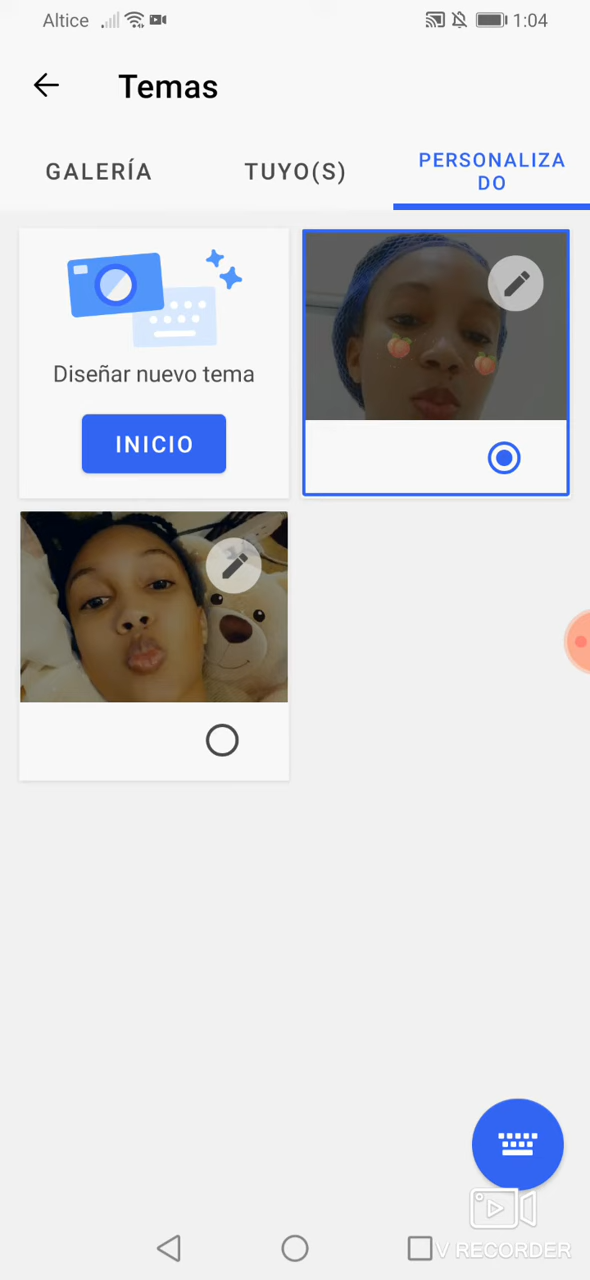 Altice 1:04
Temas
GALERÍA TUYO(S) PERSONALIZA
DO
Diseñar nuevo tema
INICIO
V RECORDER